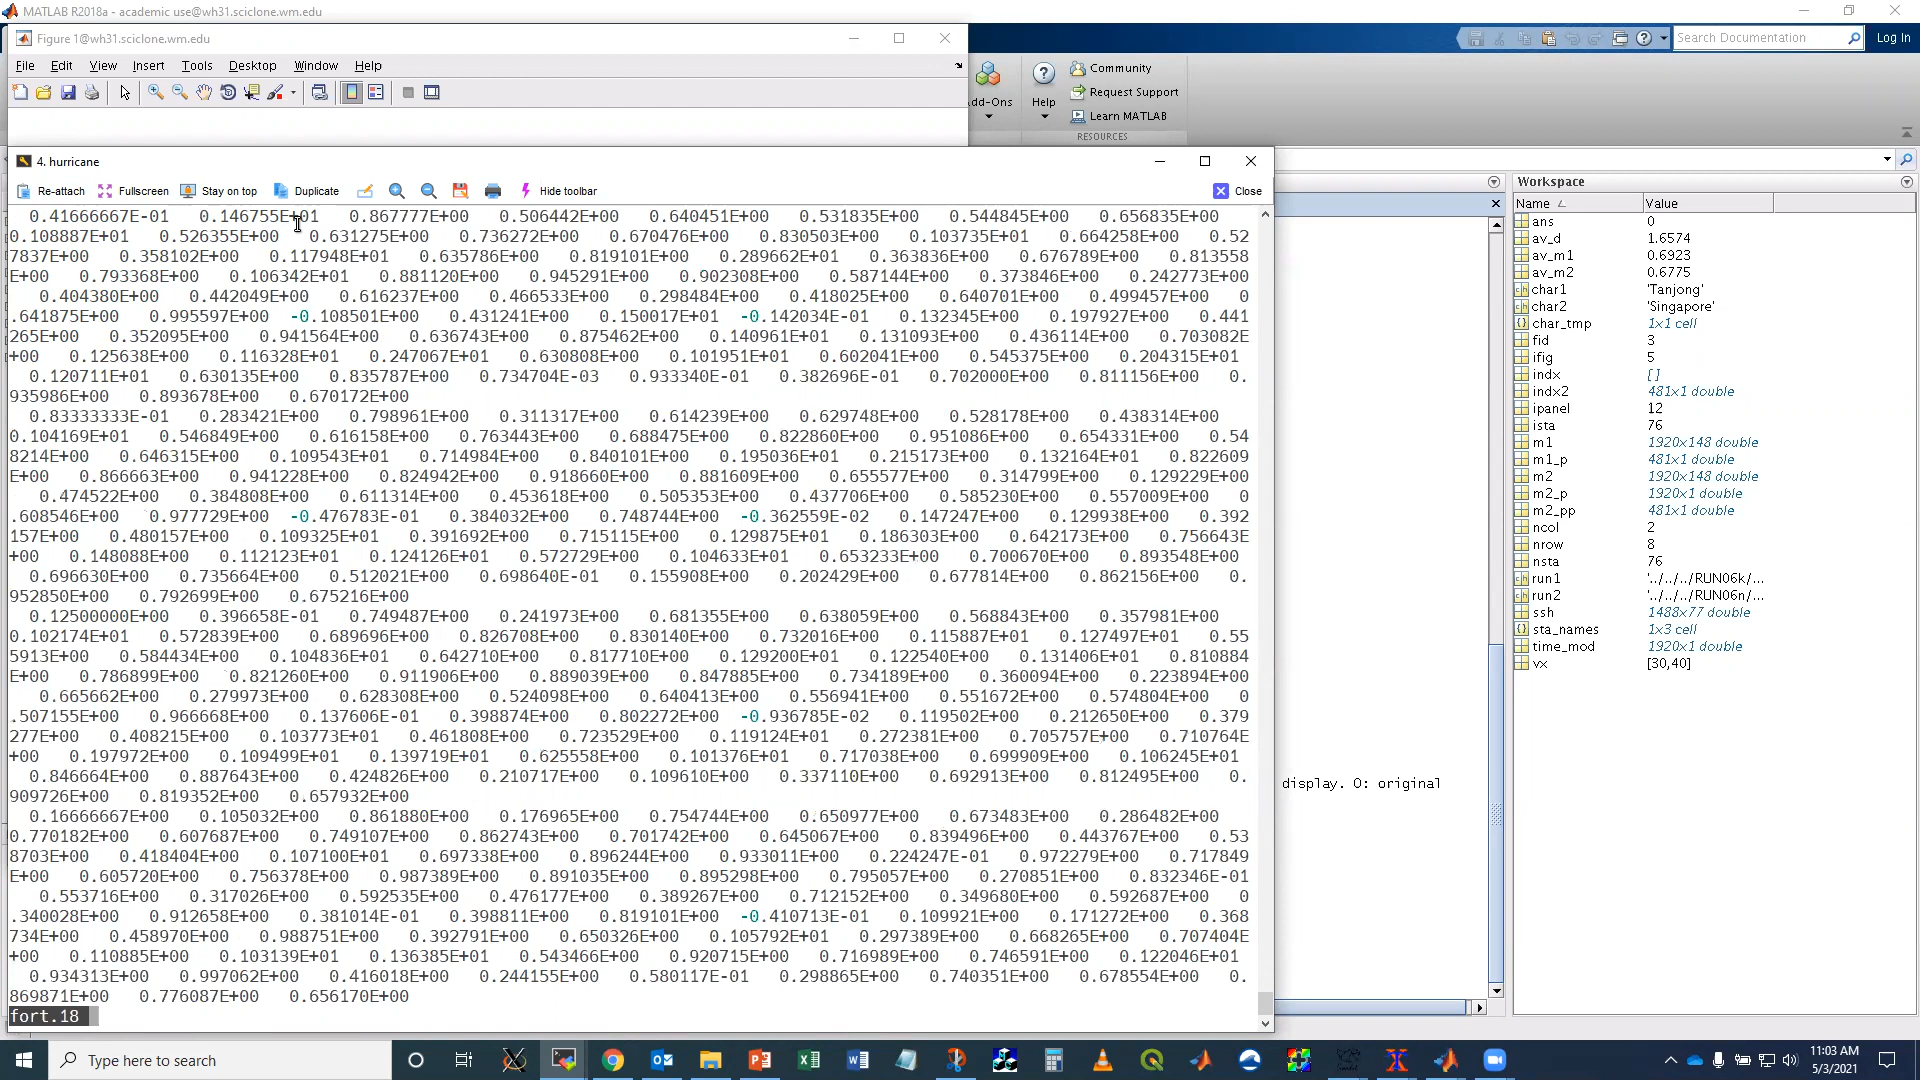 MATLAB R2018a - academic use@wh31.sciclone.wm.edu
Figure 1@wh31.sciclone.wm.edu
File Edit View Insert Tools Desktop Window Help
Search Documentation
Log In
Add-Ons
Help
Community
Request Support
Learn MATLAB
RESOURCES
4. hurricane
Re-attach Fullscreen Stay on top Duplicate Hide toolbar Close
0.41666667E-01 0.146755E+01 0.867777E+00 0.506442E+00 0.640451E+00 0.531835E+00 0.544845E+00 0.656835E+00
0.108887E+01 0.526355E+00 0.631275E+00 0.736272E+00 0.670476E+00 0.830503E+00 0.103735E+01 0.664258E+00 0.52
7837E+00 0.358102E+00 0.117948E+01 0.635786E+00 0.819101E+00 0.289662E+01 0.363836E+00 0.676789E+00 0.813558
E+00 0.793368E+00 0.106342E+01 0.881120E+00 0.945291E+00 0.902308E+00 0.587144E+00 0.373846E+00 0.242773E+00
0.404380E+00 0.442049E+00 0.616237E+00 0.466533E+00 0.298484E+00 0.418025E+00 0.640701E+00 0.499457E+00 0
.641875E+00 0.995597E+00 -0.108501E+00 0.431241E+00 0.150017E+01 -0.142034E-01 0.132345E+00 0.197927E+00 0.441
265E+00 0.352095E+00 0.941564E+00 0.636743E+00 0.875462E+00 0.140961E+01 0.131093E+00 0.436114E+00 0.703082E
+00 0.125638E+00 0.116328E+01 0.247067E+01 0.630808E+00 0.101951E+01 0.602041E+00 0.545375E+00 0.204315E+01
0.120711E+01 0.630135E+00 0.835787E+00 0.734704E-03 0.933340E-01 0.382696E-01 0.702000E+00 0.811156E+00 0.
935986E+00 0.893678E+00 0.670172E+00
0.83333333E-01 0.283421E+00 0.798961E+00 0.311317E+00 0.614239E+00 0.629748E+00 0.528178E+00 0.438314E+00
0.104169E+01 0.546849E+00 0.616158E+00 0.763443E+00 0.688475E+00 0.822860E+00 0.951086E+00 0.654331E+00 0.54
8214E+00 0.646315E+00 0.109543E+01 0.714984E+00 0.840101E+00 0.195036E+01 0.215173E+00 0.132164E+01 0.822609
E+00 0.866663E+00 0.941228E+00 0.824942E+00 0.918660E+00 0.881609E+00 0.655577E+00 0.314799E+00 0.129229E+00
0.474522E+00 0.384808E+00 0.611314E+00 0.453618E+00 0.505353E+00 0.437706E+00 0.585230E+00 0.557009E+00 0
.608546E+00 0.977729E+00 -0.476783E-01 0.384032E+00 0.748744E+00 -0.362559E-02 0.147247E+00 0.129938E+00 0.392
157E+00 0.480157E+00 0.109325E+01 0.391692E+00 0.715115E+00 0.129875E+01 0.186303E+00 0.642173E+00 0.756643E
+00 0.148088E+00 0.112123E+01 0.124126E+01 0.572729E+00 0.104633E+01 0.653233E+00 0.700670E+00 0.893548E+00
0.696630E+00 0.735664E+00 0.512021E+00 0.698640E-01 0.155908E+00 0.202429E+00 0.677814E+00 0.862156E+00 0.
952850E+00 0.792699E+00 0.675216E+00
0.12500000E+00 0.396658E-01 0.749487E+00 0.241973E+00 0.681355E+00 0.638059E+00 0.568843E+00 0.357981E+00
0.102174E+01 0.572839E+00 0.689696E+00 0.826708E+00 0.830140E+00 0.732016E+00 0.115887E+01 0.127497E+01 0.55
5913E+00 0.584434E+00 0.104836E+01 0.642710E+00 0.817710E+00 0.129200E+01 0.122540E+00 0.131406E+01 0.810884
E+00 0.786899E+00 0.821260E+00 0.911906E+00 0.889039E+00 0.847885E+00 0.734189E+00 0.360094E+00 0.223894E+00
0.665662E+00 0.279973E+00 0.628308E+00 0.524098E+00 0.640413E+00 0.556941E+00 0.551672E+00 0.574804E+00 0
.507155E+00 0.966668E+00 0.137606E-01 0.398874E+00 0.802272E+00 -0.936785E-02 0.119502E+00 0.212650E+00 0.379
277E+00 0.408215E+00 0.103773E+01 0.461808E+00 0.723529E+00 0.119124E+01 0.272381E+00 0.705757E+00 0.710764E
+00 0.197972E+00 0.109499E+01 0.139719E+01 0.625558E+00 0.101376E+01 0.717038E+00 0.699909E+00 0.106245E+01
0.846664E+00 0.887643E+00 0.424826E+00 0.210717E+00 0.109610E+00 0.337110E+00 0.692913E+00 0.812495E+00 0.
909726E+00 0.819352E+00 0.657932E+00
0.16666667E+00 0.105032E+00 0.861880E+00 0.176965E+00 0.754744E+00 0.650977E+00 0.673483E+00 0.286482E+00
0.770182E+00 0.607687E+00 0.749107E+00 0.862743E+00 0.701742E+00 0.645067E+00 0.839496E+00 0.443767E+00 0.53
8703E+00 0.418404E+00 0.107100E+01 0.697338E+00 0.896244E+00 0.933011E+00 0.224247E-01 0.972279E+00 0.717849
E+00 0.605720E+00 0.756378E+00 0.987389E+00 0.891035E+00 0.895298E+00 0.795057E+00 0.270851E+00 0.832346E-01
0.553716E+00 0.317026E+00 0.592535E+00 0.476177E+00 0.389267E+00 0.712152E+00 0.349680E+00 0.592687E+00 0
.340028E+00 0.912658E+00 0.381014E-01 0.398811E+00 0.819101E+00 -0.410713E-01 0.109921E+00 0.171272E+00 0.368
734E+00 0.458970E+00 0.988751E+00 0.392791E+00 0.650326E+00 0.105792E+01 0.297389E+00 0.668265E+00 0.707404E
+00 0.110885E+00 0.103139E+01 0.136385E+01 0.543466E+00 0.920715E+00 0.716989E+00 0.746591E+00 0.122046E+01
0.934313E+00 0.997062E+00 0.416018E+00 0.244155E+00 0.580117E-01 0.298865E+00 0.740351E+00 0.678554E+00 0.
869871E+00 0.776087E+00 0.656170E+00
fort.18
display. O: original
Workspace
Name Value
ans 0
av_d 1.6574
av_m1 0.6923
av_m2 0.6775
char1 'Tanjong'
char2 'Singapore'
char_tmp 1x1 cell
fid 3
ifig 5
indx []
indx2 481x1 double
ipanel 12
ista 76
m1 1920x148 double
m1_p 481x1 double
m2 1920x148 double
m2_p 1920x1 double
m2_pp 481x1 double
ncol 2
nrow 8
nsta 76
run1 '../../../RUN06k/...
run2 '../../../RUN06n/...
ssh 1488x77 double
sta_names 1x3 cell
time_mod 1920x1 double
vx [30,40]
Type here to search
11:03 AM
5/3/2021